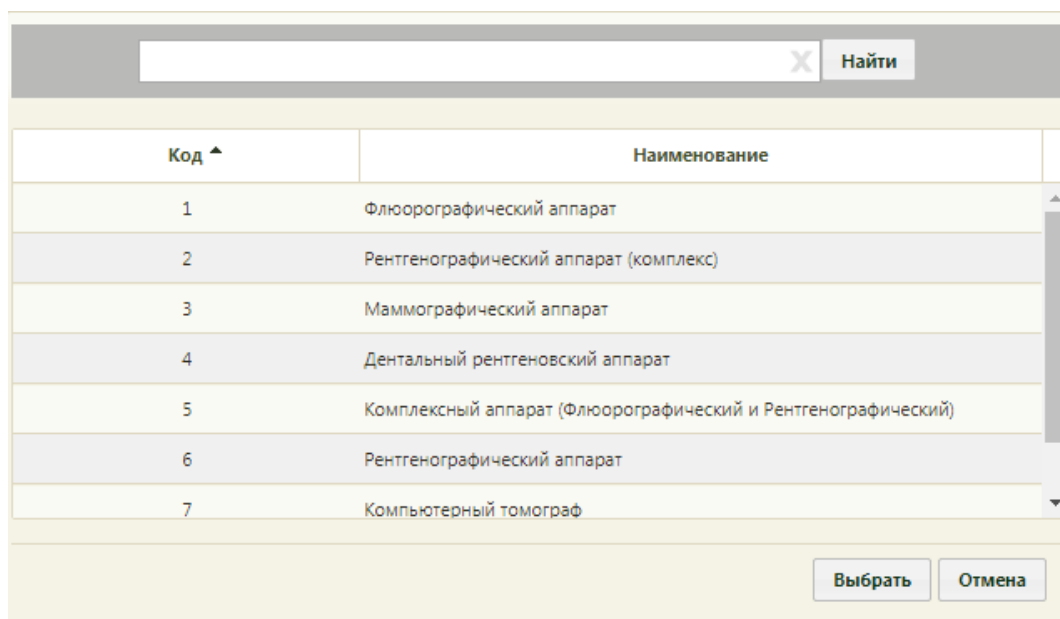 Найти
Код Наименование
1 Флюорографический аппарат
2 Рентгенографический аппарат (комплекс)
3 Маммографический аппарат
4 Дентальный рентгеновский аппарат
5 Комплексный аппарат (Флюорографический и Рентгенографический)
6 Рентгенографический аппарат
7 Компьютерный томограф
Выбрать Отмена